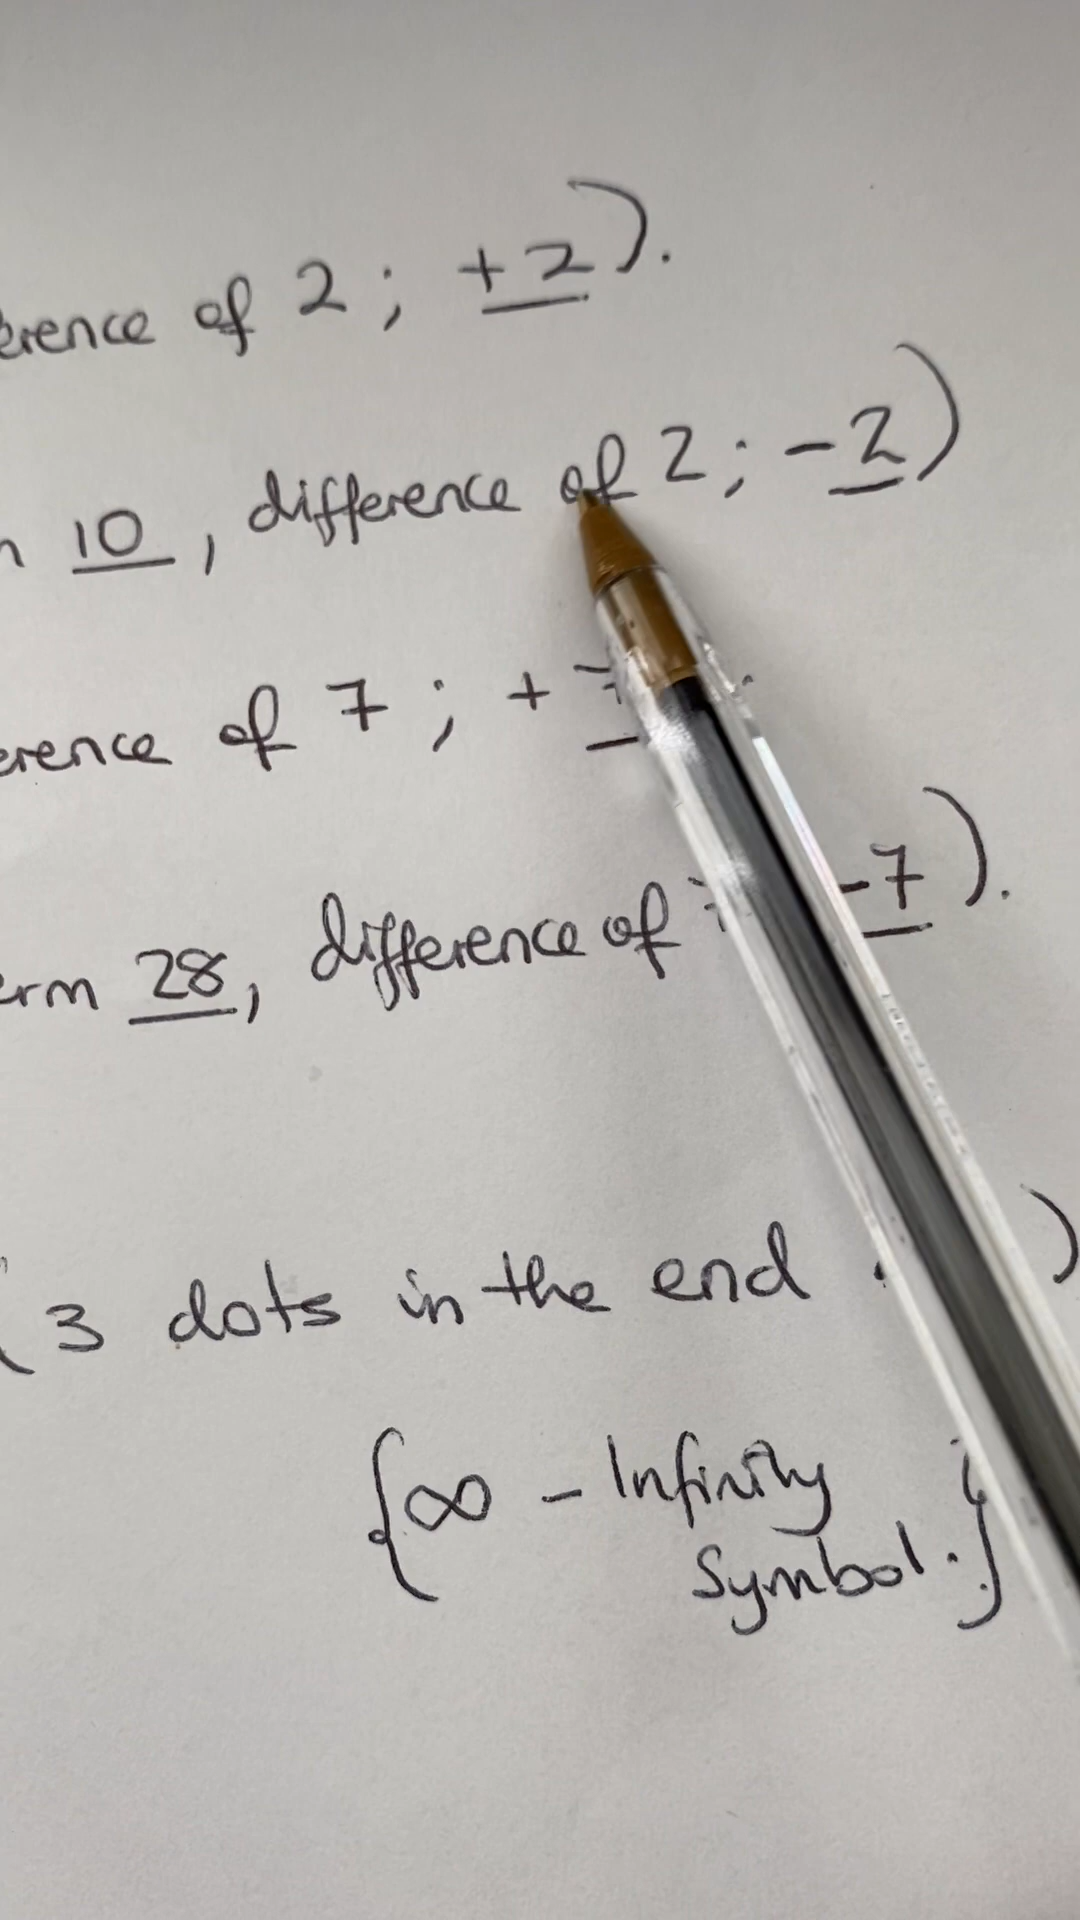 erence of 2 ; +2).
10, difference of 2 ; -2)
erence of 7 ; +
erm 28, difference of -7).
3 dots in the end . )
{∞ - Infinity
Symbol.}